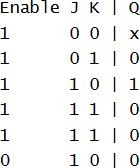 Enable J K | Q
1 0 0 | x
1 0 1 | 0
1 1 0 | 1
1 1 1 | 0
1 1 1 | 0
0 1 0 | 0